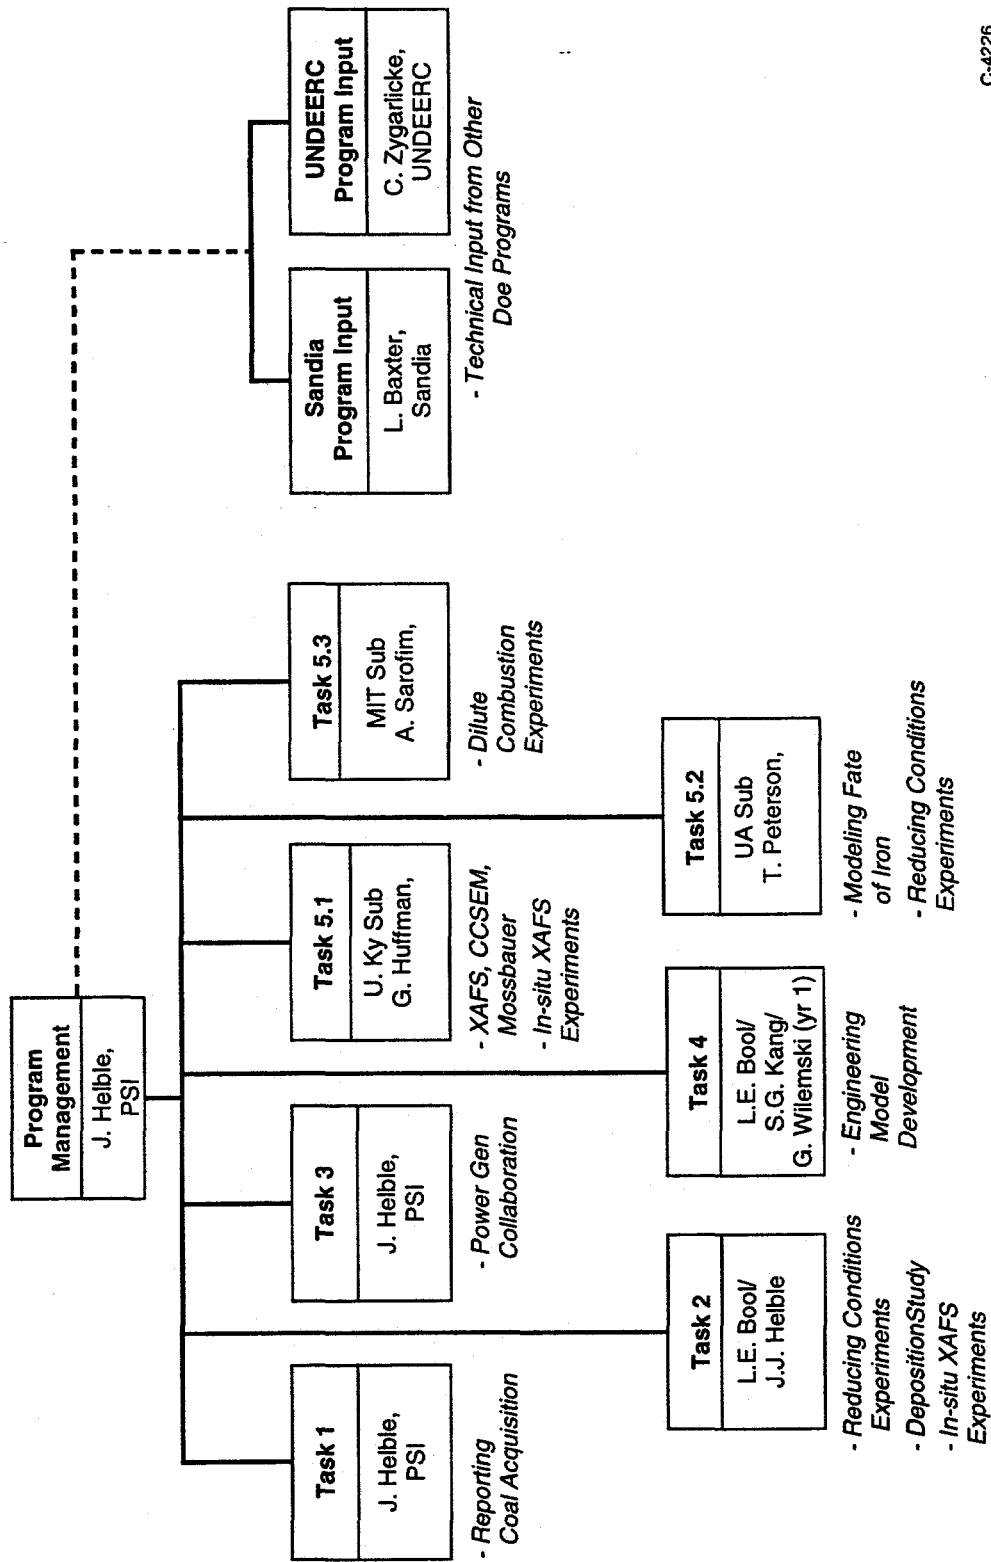 Program
Management
J. Helble,
PSI
Task 1
J. Helble,
PSI
- Reporting
Coal Acquisition
Task 3
J. Helble,
PSI
- Power Gen
Collaboration
Task 5.1
U. Ky Sub
G. Huffman,
- XAFS, CCSEM,
Mossbauer
- In-situ XAFS
Experiments
Task 5.3
MIT Sub
A. Sarofim,
- Dilute
Combustion
Experiments
Sandia
Program Input
L. Baxter,
Sandia
UNDEERC
Program Input
C. Zygarlicke,
UNDEERC
- Technical Input from Other
Doe Programs
Task 2
L.E. Bool/
J.J. Helble
- Reducing Conditions
Experiments
- DepositionStudy
- In-situ XAFS
Experiments
Task 4
L.E. Bool/
S.G. Kang/
G. Wilemski (yr 1)
- Engineering
Model
Development
Task 5.2
UA Sub
T. Peterson,
- Modeling Fate
of Iron
- Reducing Conditions
Experiments
C-4226